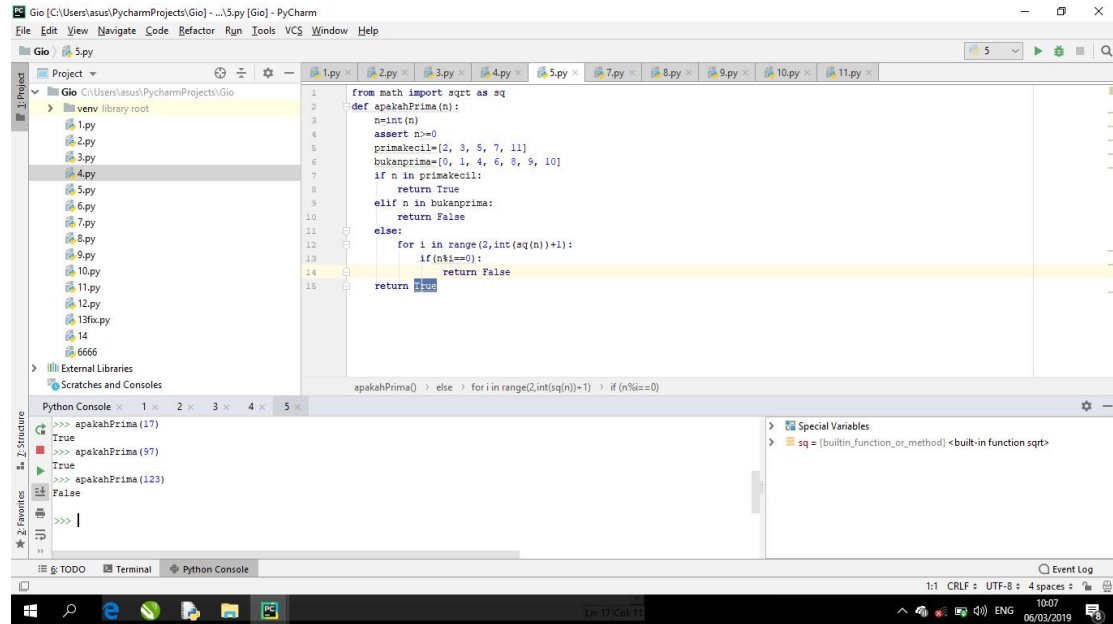 Gio [C:\Users\asus\PycharmProjects\Gio] - ...\5.py [Gio] - PyCharm
File Edit View Navigate Code Refactor Run Tools VCS Window Help
Gio 5.py 5
Project 1.py 2.py 3.py 4.py 5.py 7.py 8.py 9.py 10.py 11.py
1: Project
Gio C:\Users\asus\PycharmProjects\Gio
venv library root
1.py
2.py
3.py
4.py
5.py
6.py
7.py
8.py
9.py
10.py
11.py
12.py
13fix.py
14
6666
External Libraries
Scratches and Consoles
1 from math import sqrt as sq
2 def apakahPrima(n):
3 n=int(n)
4 assert n>=0
5 primakecil=[2, 3, 5, 7, 11]
6 bukanprima=[0, 1, 4, 6, 8, 9, 10]
7 if n in primakecil:
8 return True
9 elif n in bukanprima:
10 return False
11 else:
12 for i in range(2,int(sq(n))+1):
13 if(n%i==0):
14 return False
15 return True
apakahPrima() › else › for i in range(2,int(sq(n))+1) › if (n%i==0)
Python Console 1 2 3 4 5
7: Structure
2: Favorites
>>> apakahPrima(17)
True
>>> apakahPrima(97)
True
>>> apakahPrima(123)
False
>>>
Special Variables
sq = {builtin_function_or_method} <built-in function sqrt>
6: TODO Terminal Python Console Event Log
1:1 CRLF UTF-8 4 spaces
Ln: 17 Col: 11
ENG 10:07
06/03/2019